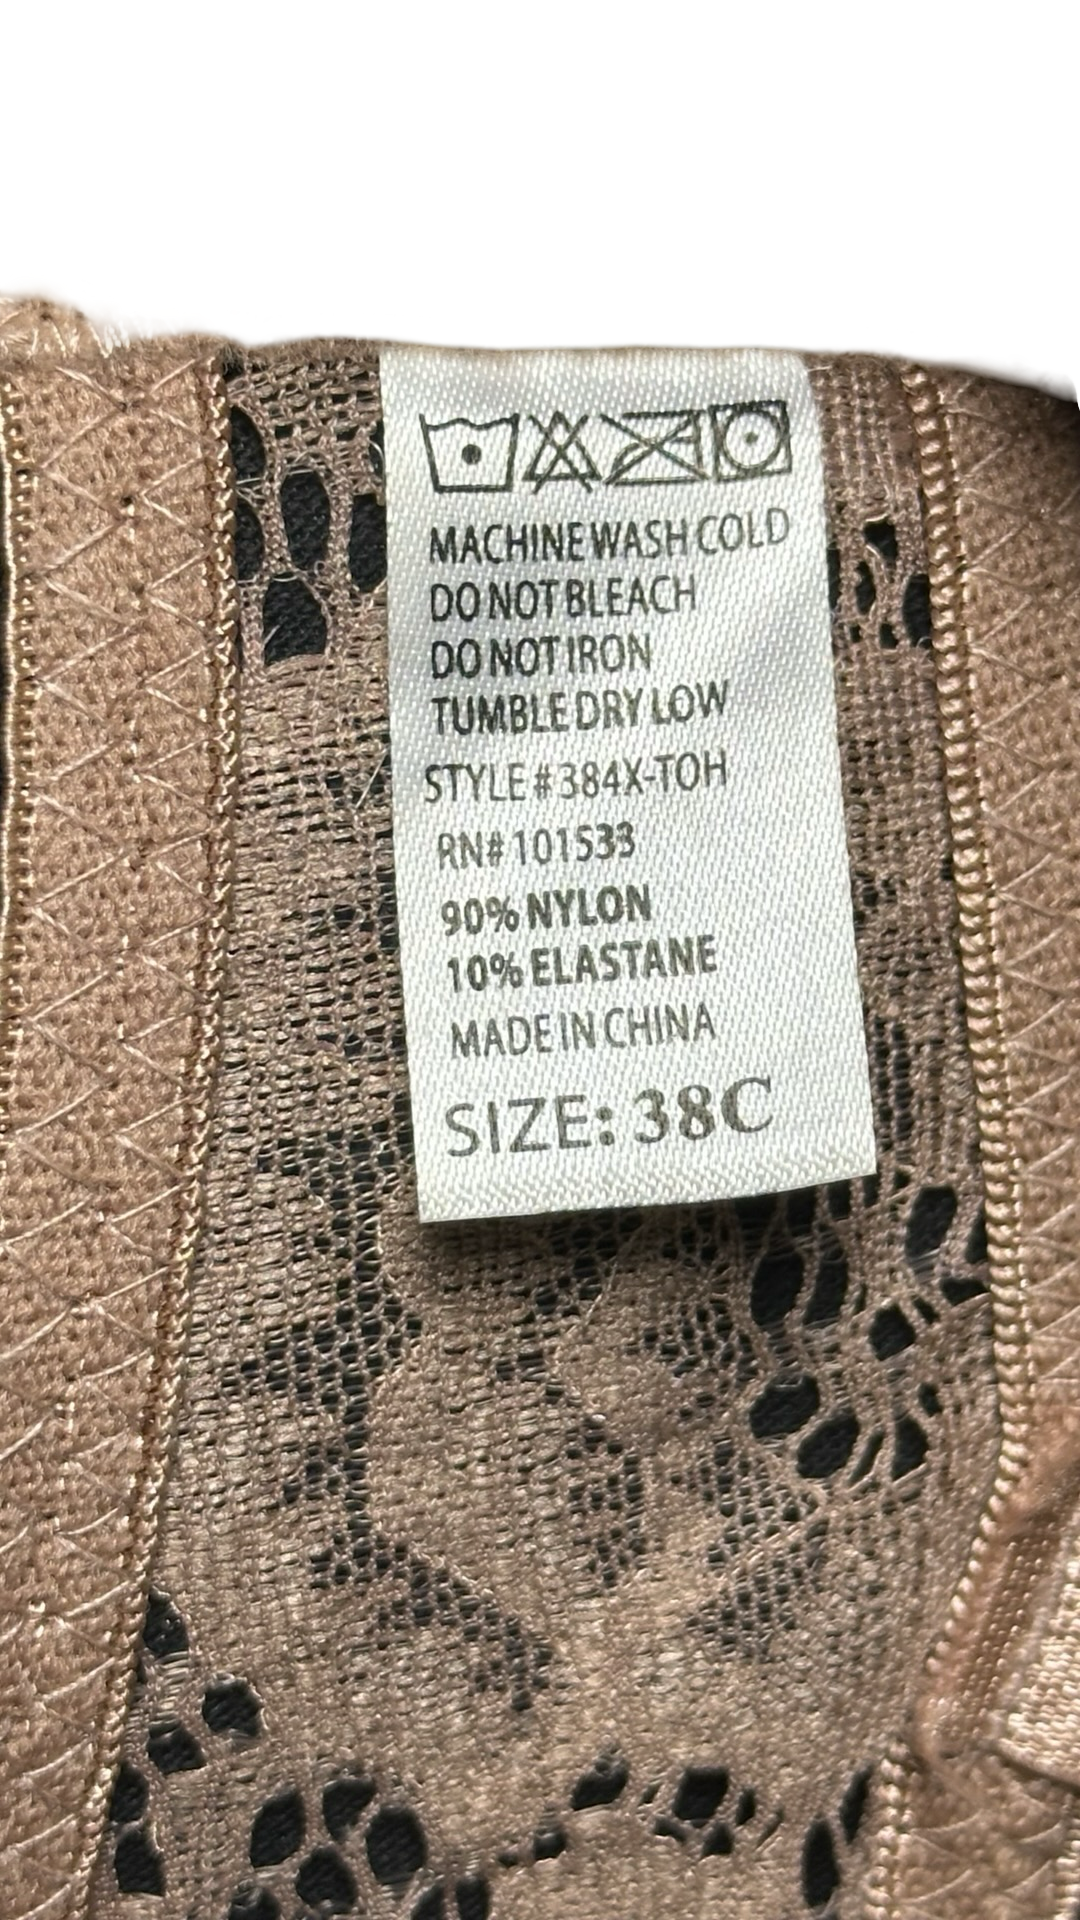 MACHINE WASH COLD
DO NOT BLEACH
DO NOT IRON
TUMBLE DRY LOW
STYLE # 384X-TOH
RN# 101533
90% NYLON
10% ELASTANE
MADE IN CHINA
SIZE: 38C